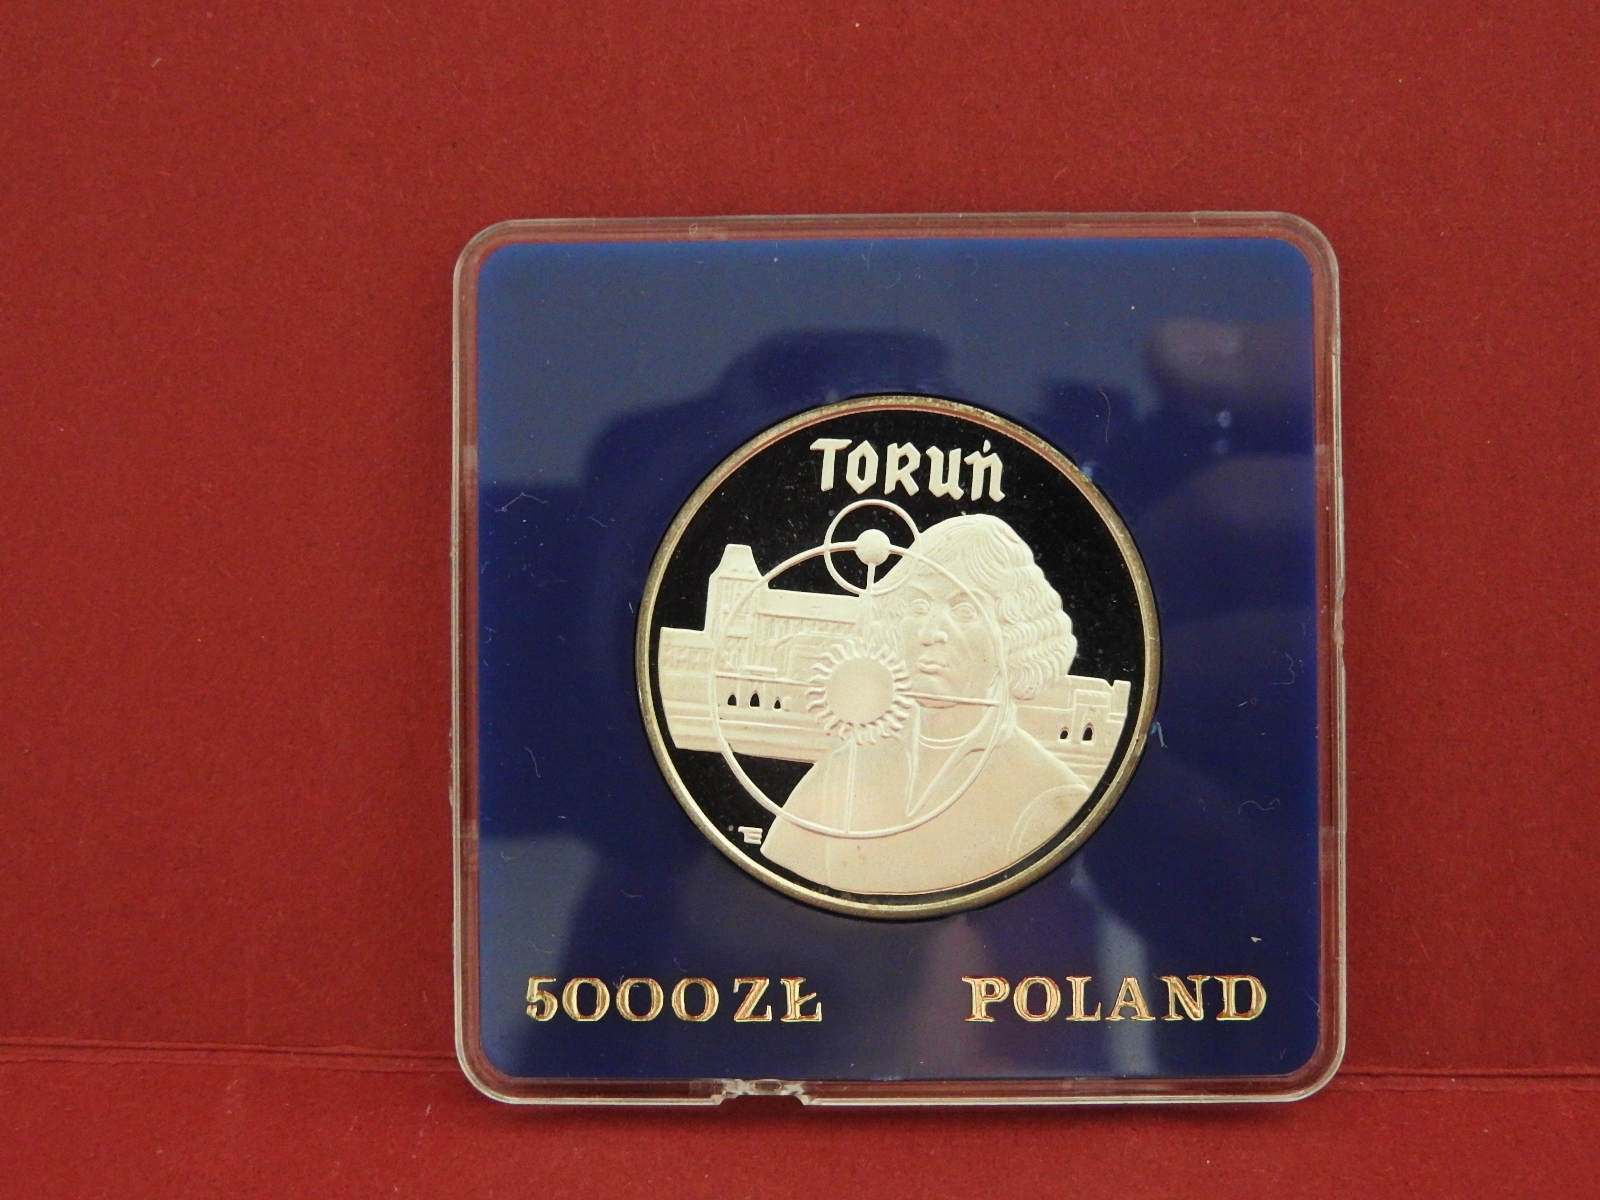 TORUŃ
5000 ZŁ POLAND